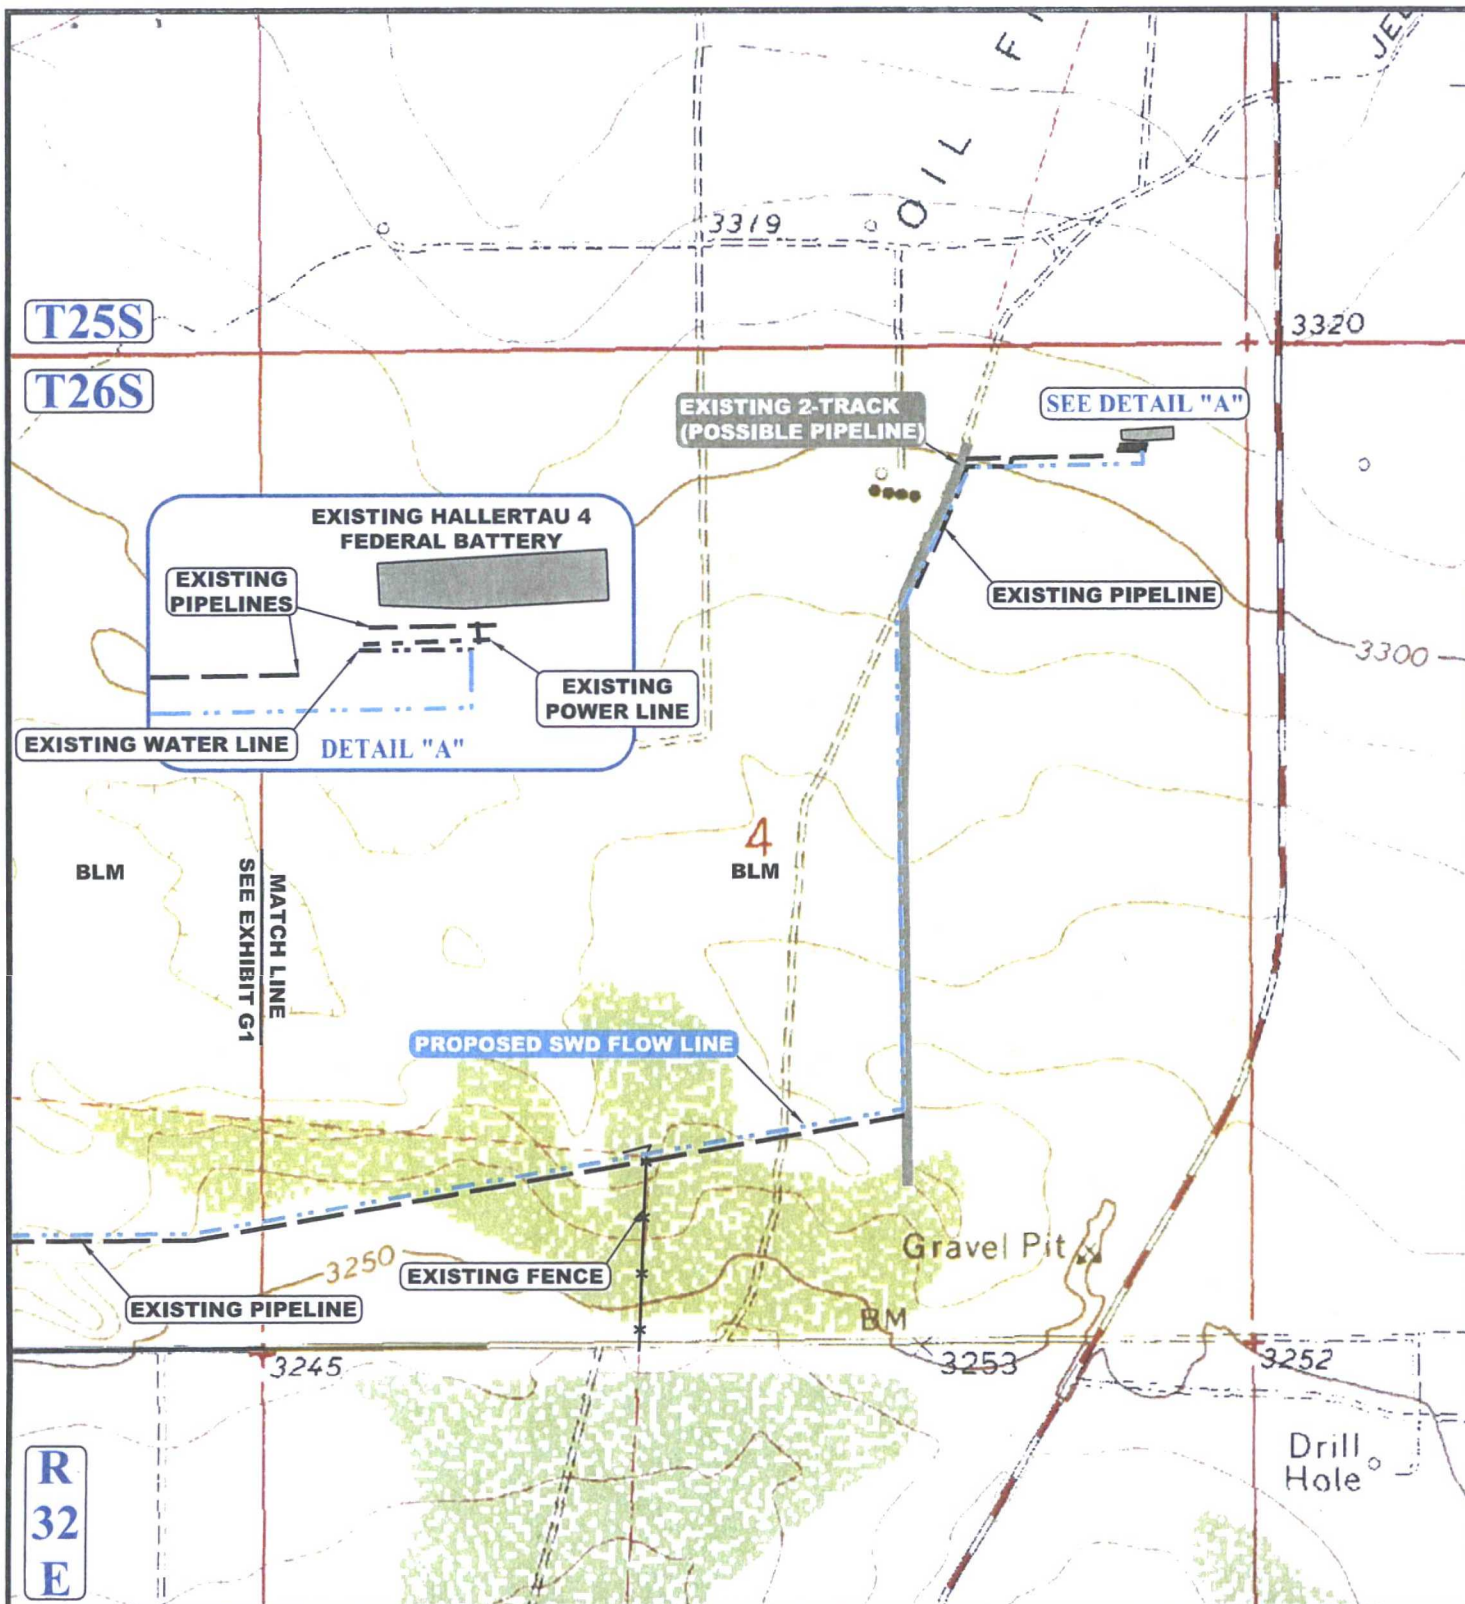 F
JEL
OIL
3319
T25S
3320
T26S
EXISTING 2-TRACK
(POSSIBLE PIPELINE)
SEE DETAIL "A"
EXISTING HALLERTAU 4
FEDERAL BATTERY
EXISTING
PIPELINES
EXISTING PIPELINE
3300
EXISTING
POWER LINE
EXISTING WATER LINE
DETAIL "A"
4
BLM
BLM
MATCH LINE
SEE EXHIBIT G1
PROPOSED SWD FLOW LINE
Gravel Pit
3250
EXISTING FENCE
EXISTING PIPELINE
BM
3245
3253
3252
Drill
Hole
R
32
E